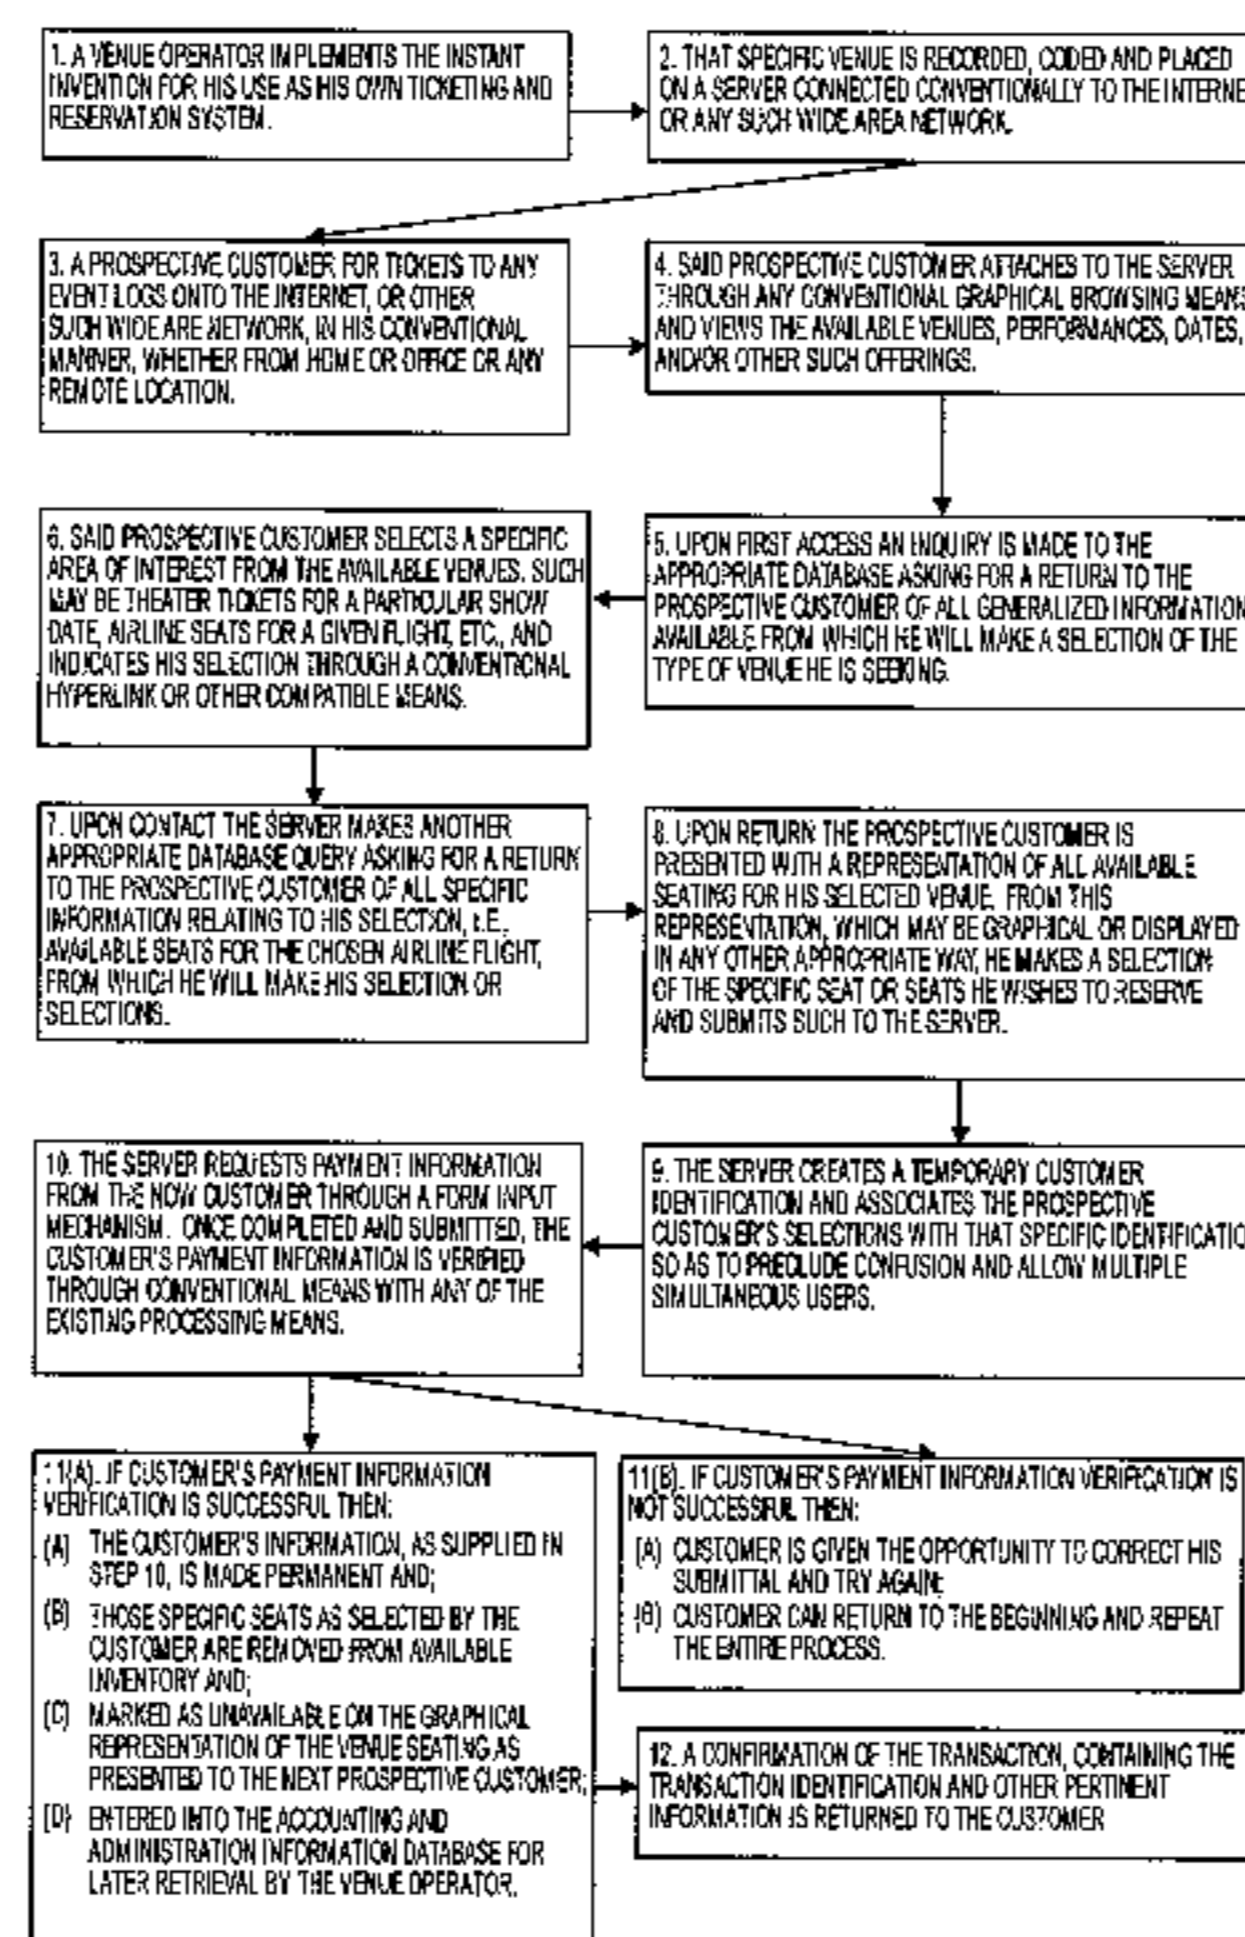 1. A VENUE OPERATOR IMPLEMENTS THE INSTANT
INVENTION FOR HIS USE AS HIS OWN TICKETING AND
RESERVATION SYSTEM.
2. THAT SPECIFIC VENUE IS RECORDED, CODED AND PLACED
ON A SERVER CONNECTED CONVENTIONALLY TO THE INTERNE
OR ANY SUCH WIDE AREA NETWORK.
3. A PROSPECTIVE CUSTOMER FOR TICKETS TO ANY
EVENT LOGS ONTO THE INTERNET, OR OTHER
SUCH WIDE ARE NETWORK, IN HIS CONVENTIONAL
MANNER, WHETHER FROM HOME OR OFFICE OR ANY
REMOTE LOCATION.
4. SAID PROSPECTIVE CUSTOMER ATTACHES TO THE SERVER
THROUGH ANY CONVENTIONAL GRAPHICAL BROWSING MEANS
AND VIEWS THE AVAILABLE VENUES, PERFORMANCES, DATES,
AND/OR OTHER SUCH OFFERINGS.
5. UPON FIRST ACCESS AN INQUIRY IS MADE TO THE
APPROPRIATE DATABASE ASKING FOR A RETURN TO THE
PROSPECTIVE CUSTOMER OF ALL GENERALIZED INFORMATION
AVAILABLE FROM WHICH HE WILL MAKE A SELECTION OF THE
TYPE OF VENUE HE IS SEEKING.
6. SAID PROSPECTIVE CUSTOMER SELECTS A SPECIFIC
AREA OF INTEREST FROM THE AVAILABLE VENUES. SUCH
MAY BE THEATER TICKETS FOR A PARTICULAR SHOW
DATE, AIRLINE SEATS FOR A GIVEN FLIGHT, ETC., AND
INDICATES HIS SELECTION THROUGH A CONVENTIONAL
HYPERLINK OR OTHER COMPATIBLE MEANS.
7. UPON CONTACT THE SERVER MAKES ANOTHER
APPROPRIATE DATABASE QUERY ASKING FOR A RETURN
TO THE PROSPECTIVE CUSTOMER OF ALL SPECIFIC
INFORMATION RELATING TO HIS SELECTION, I.E.,
AVAILABLE SEATS FOR THE CHOSEN AIRLINE FLIGHT,
FROM WHICH HE WILL MAKE HIS SELECTION OR
SELECTIONS.
8. UPON RETURN THE PROSPECTIVE CUSTOMER IS
PRESENTED WITH A REPRESENTATION OF ALL AVAILABLE
SEATING FOR HIS SELECTED VENUE. FROM THIS
REPRESENTATION, WHICH MAY BE GRAPHICAL OR DISPLAYED
IN ANY OTHER APPROPRIATE WAY, HE MAKES A SELECTION
OF THE SPECIFIC SEAT OR SEATS HE WISHES TO RESERVE
AND SUBMITS SUCH TO THE SERVER.
9. THE SERVER CREATES A TEMPORARY CUSTOMER
IDENTIFICATION AND ASSOCIATES THE PROSPECTIVE
CUSTOMER'S SELECTIONS WITH THAT SPECIFIC IDENTIFICATIO
SO AS TO PRECLUDE CONFUSION AND ALLOW MULTIPLE
SIMULTANEOUS USERS.
10. THE SERVER REQUESTS PAYMENT INFORMATION
FROM THE NOW CUSTOMER THROUGH A FORM INPUT
MECHANISM. ONCE COMPLETED AND SUBMITTED, THE
CUSTOMER'S PAYMENT INFORMATION IS VERIFIED
THROUGH CONVENTIONAL MEANS WITH ANY OF THE
EXISTING PROCESSING MEANS.
11(A). IF CUSTOMER'S PAYMENT INFORMATION
VERIFICATION IS SUCCESSFUL THEN:
(A) THE CUSTOMER'S INFORMATION, AS SUPPLIED IN
STEP 10, IS MADE PERMANENT AND;
(B) THOSE SPECIFIC SEATS AS SELECTED BY THE
CUSTOMER ARE REMOVED FROM AVAILABLE
INVENTORY AND;
(C) MARKED AS UNAVAILABLE ON THE GRAPHICAL
REPRESENTATION OF THE VENUE SEATING AS
PRESENTED TO THE NEXT PROSPECTIVE CUSTOMER;
(D) ENTERED INTO THE ACCOUNTING AND
ADMINISTRATION INFORMATION DATABASE FOR
LATER RETRIEVAL BY THE VENUE OPERATOR.
11(B). IF CUSTOMER'S PAYMENT INFORMATION VERIFICATION IS
NOT SUCCESSFUL THEN:
(A) CUSTOMER IS GIVEN THE OPPORTUNITY TO CORRECT HIS
SUBMITTAL AND TRY AGAIN;
(B) CUSTOMER CAN RETURN TO THE BEGINNING AND REPEAT
THE ENTIRE PROCESS.
12. A CONFIRMATION OF THE TRANSACTION, CONTAINING THE
TRANSACTION IDENTIFICATION AND OTHER PERTINENT
INFORMATION IS RETURNED TO THE CUSTOMER